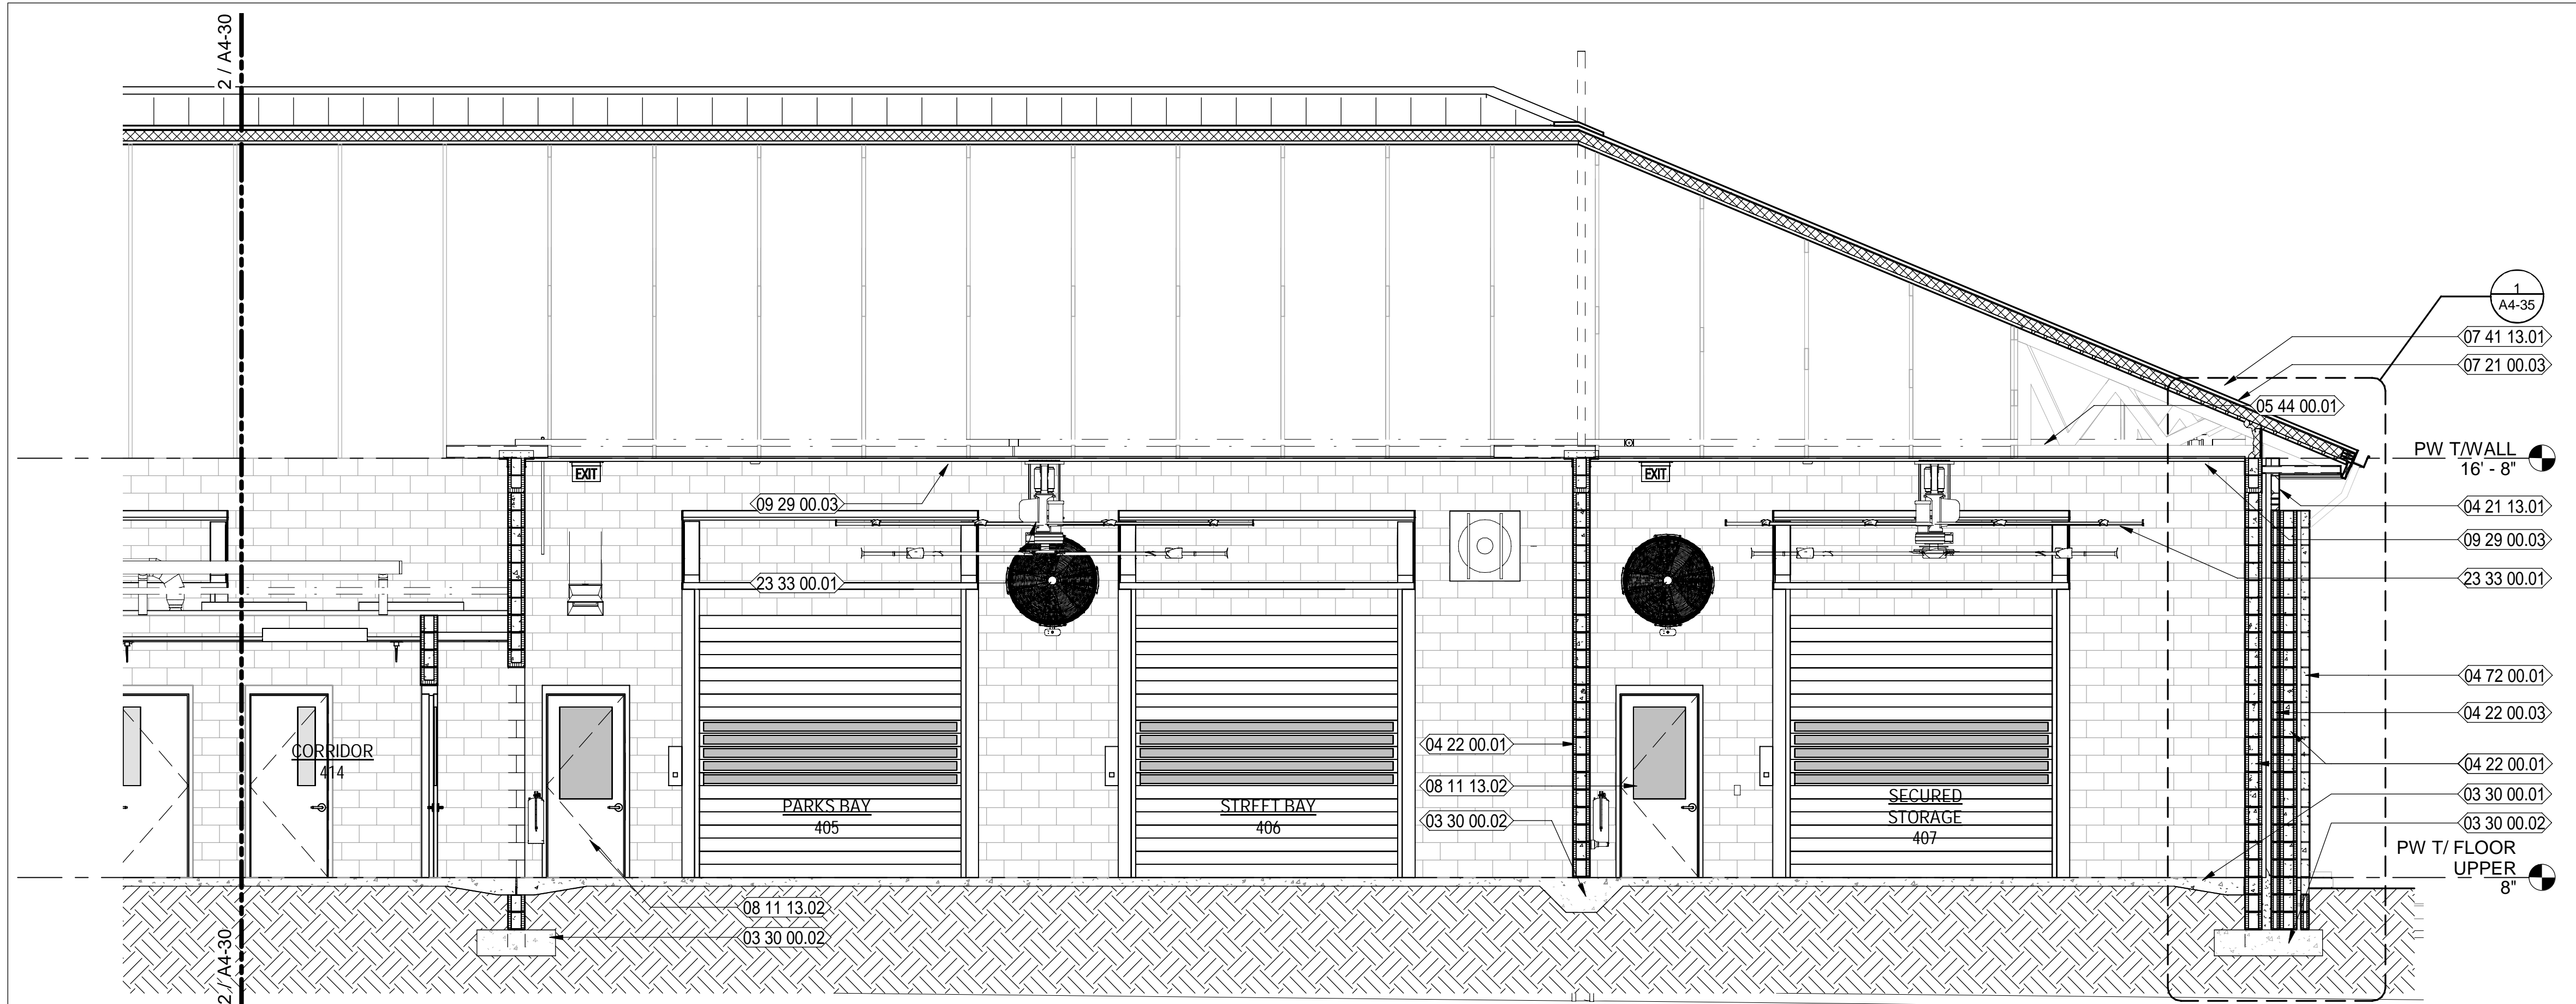 2 / A4-30
1
A4-35
07 41 13.01
07 21 00.03
05 44 00.01
PW T/WALL
16' - 8"
EXIT
EXIT
09 29 00.03
04 21 13.01
09 29 00.03
23 33 00.01
23 33 00.01
04 72 00.01
04 22 00.03
CORRIDOR
414
04 22 00.01
04 22 00.01
08 11 13.02
03 30 00.01
PARKS BAY
405
STREET BAY
406
SECURED
STORAGE
407
03 30 00.02
03 30 00.02
PW T/ FLOOR
UPPER
8"
08 11 13.02
03 30 00.02
2 / A4-30